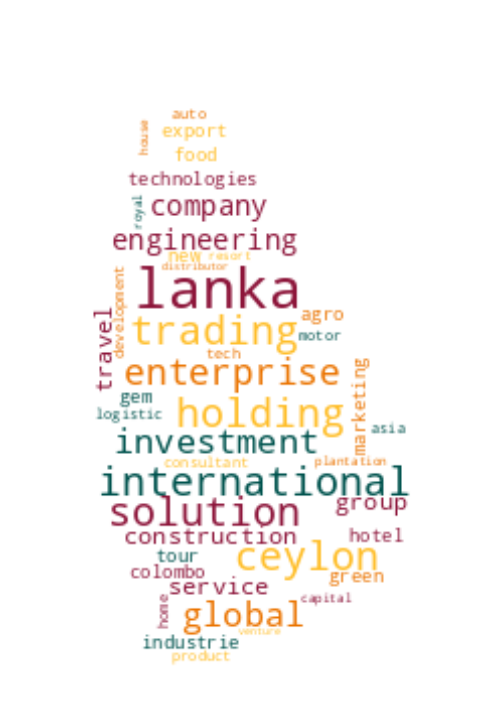 auto
house
export
food
technologies
royal
company
engineering
new
resort
distributor
development
lanka
travel
trading
agro
motor
tech
enterprise
marketing
gem
logistic
holding
asia
investment
consultant
plantation
international
solution
group
construction
hotel
tour
ceylon
colombo
green
service
home
capital
global
venture
industrie
product